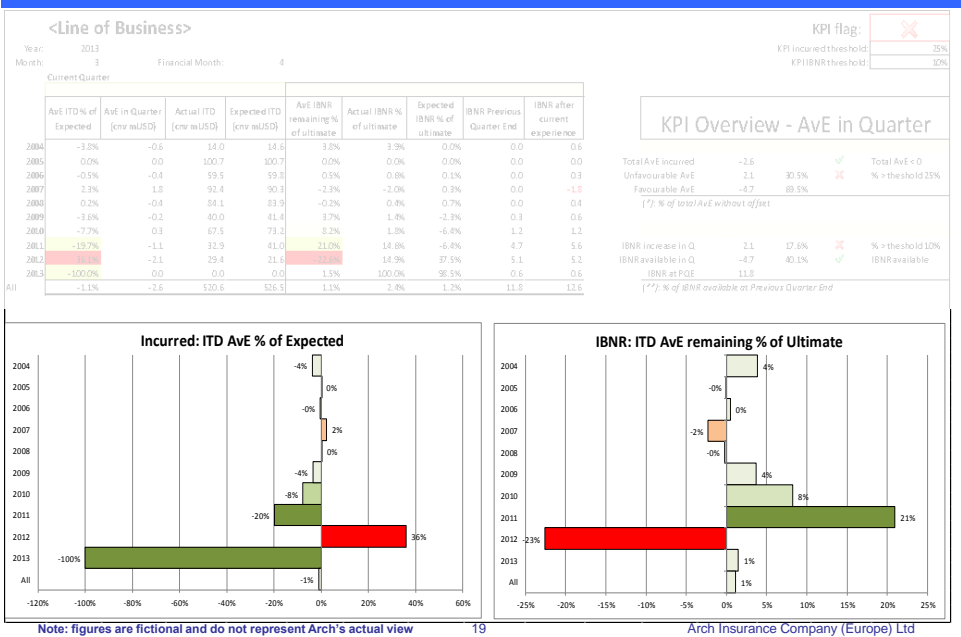 <Line of Business>
KPI flag:
Year: 2013
KPI incurred threshold: 25%
Month: 3 Financial Month: 4
KPI IBNR threshold: 10%
Current Quarter
AvE ITD % of Expected AvE in Quarter (cnv mUSD) Actual ITD (cnv mUSD) Expected ITD (cnv mUSD) AvE IBNR remaining % of ultimate Actual IBNR % of ultimate Expected IBNR % of ultimate IBNR Previous Quarter End IBNR after current experience
KPI Overview - AvE in Quarter
2004 -3.8% -0.6 14.0 14.6 3.8% 3.9% 0.0% 0.0 0.6
2005 0.0% 0.0 100.7 100.7 0.0% 0.0% 0.0% 0.0 0.0
Total AvE incurred -2.6 Total AvE < 0
2006 -0.5% -0.4 59.5 59.8 0.5% 0.6% 0.1% 0.0 0.3
Unfavourable AvE 2.1 30.5% % > theshold 25%
2007 2.3% 1.8 92.4 90.3 -2.3% -2.0% 0.3% 0.0 -1.8
Favourable AvE -4.7 69.5%
2008 0.2% -0.4 84.1 83.9 -0.2% 0.4% 0.7% 0.0 0.4
(*): % of total AvE without offset
2009 -3.6% -0.2 40.0 41.4 3.7% 1.4% -2.3% 0.3 0.6
2010 -7.7% 0.3 67.5 73.2 8.2% 1.8% -6.4% 1.2 1.2
2011 -19.7% -1.1 32.9 41.0 21.0% 14.6% -6.4% 4.7 5.6
IBNR increase in Q 2.1 17.6% % > theshold 10%
2012 36.1% -2.1 29.4 21.6 -22.6% 14.9% 37.5% 5.1 5.2
IBNR available in Q -4.7 40.1% IBNR available
2013 -100.0% 0.0 0.0 0.0 1.5% 100.0% 98.5% 0.6 0.6
IBNR at PQE 11.8
All -1.1% -2.6 520.6 526.5 1.1% 2.4% 1.2% 11.8 12.6
(**): % of IBNR available at Previous Quarter End
Incurred: ITD AvE % of Expected
2004 -4%
2005 0%
2006 -0%
2007 2%
2008 0%
2009 -4%
2010 -8%
2011 -20%
2012 36%
2013 -100%
All -1%
-120% -100% -80% -60% -40% -20% 0% 20% 40% 60%
IBNR: ITD AvE remaining % of Ultimate
2004 4%
2005 -0%
2006 0%
2007 -2%
2008 -0%
2009 4%
2010 8%
2011 21%
2012 -23%
2013 1%
All 1%
-25% -20% -15% -10% -5% 0% 5% 10% 15% 20% 25%
Note: figures are fictional and do not represent Arch's actual view 19 Arch Insurance Company (Europe) Ltd